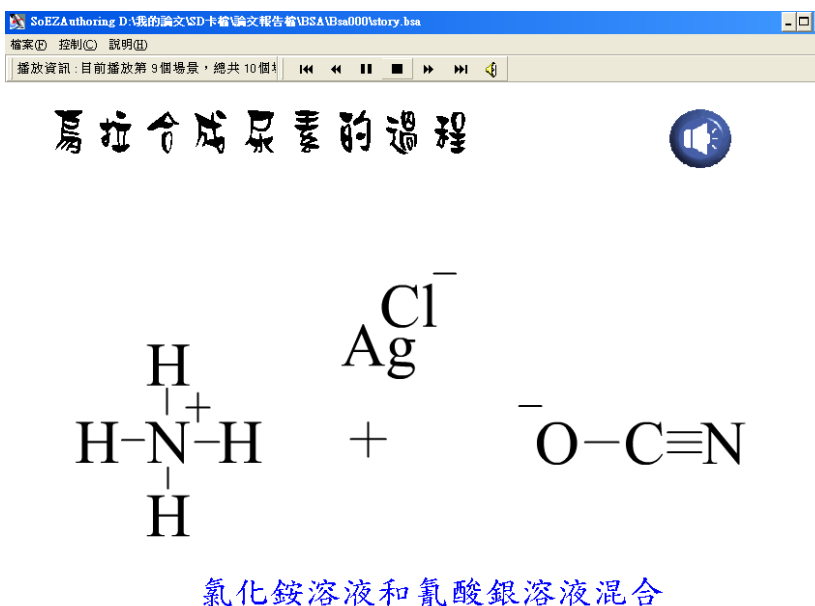 SoEZAuthoring D:\我的論文\SD卡檔\論文報告檔\BSA\Bsa000\story.bsa
檔案(F) 控制(C) 說明(H)
播放資訊:目前播放第 9個場景,總共 10個
烏拉合成尿素的過程
Cl−
Ag
H
+
H−N−H + −O−C≡N
H
氯化銨溶液和氰酸銀溶液混合